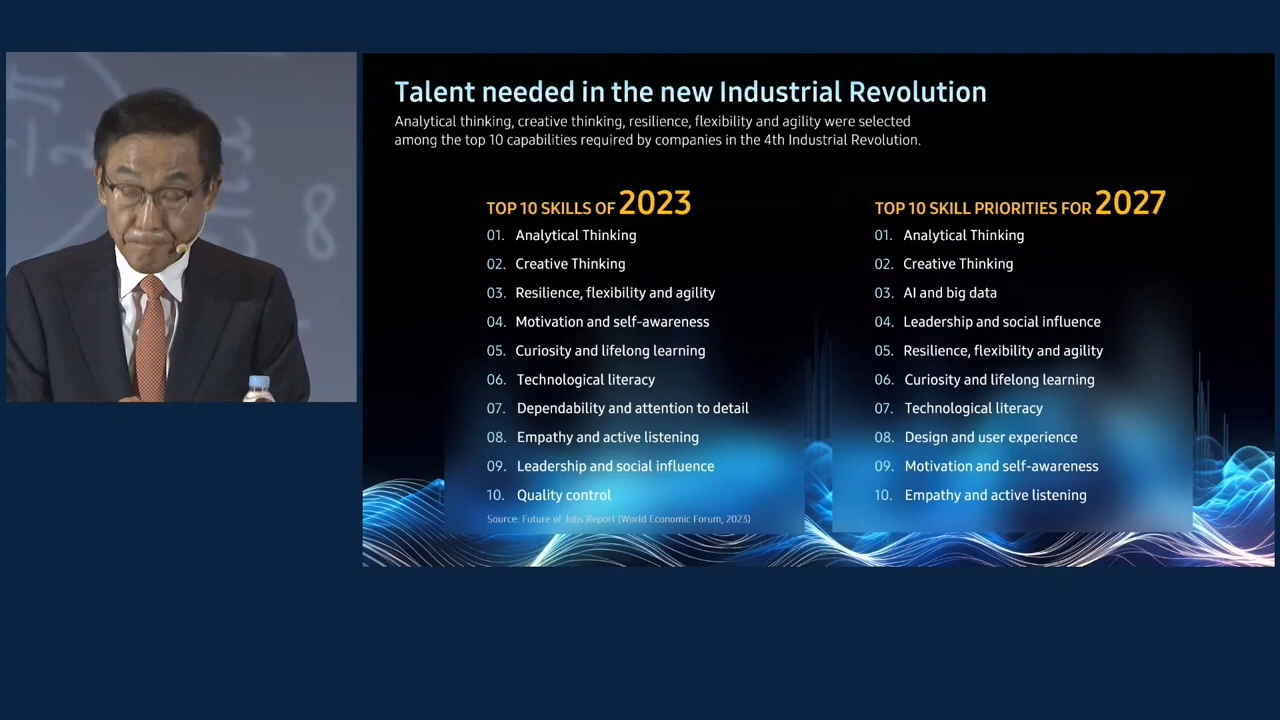 Talent needed in the new Industrial Revolution
Analytical thinking, creative thinking, resilience, flexibility and agility were selected
among the top 10 capabilities required by companies in the 4th Industrial Revolution.
TOP 10 SKILLS OF 2023
01. Analytical Thinking
02. Creative Thinking
03. Resilience, flexibility and agility
04. Motivation and self-awareness
05. Curiosity and lifelong learning
06. Technological literacy
07. Dependability and attention to detail
08. Empathy and active listening
09. Leadership and social influence
10. Quality control
Source: Future of Jobs Report (World Economic Forum, 2023)
TOP 10 SKILL PRIORITIES FOR 2027
01. Analytical Thinking
02. Creative Thinking
03. AI and big data
04. Leadership and social influence
05. Resilience, flexibility and agility
06. Curiosity and lifelong learning
07. Technological literacy
08. Design and user experience
09. Motivation and self-awareness
10. Empathy and active listening